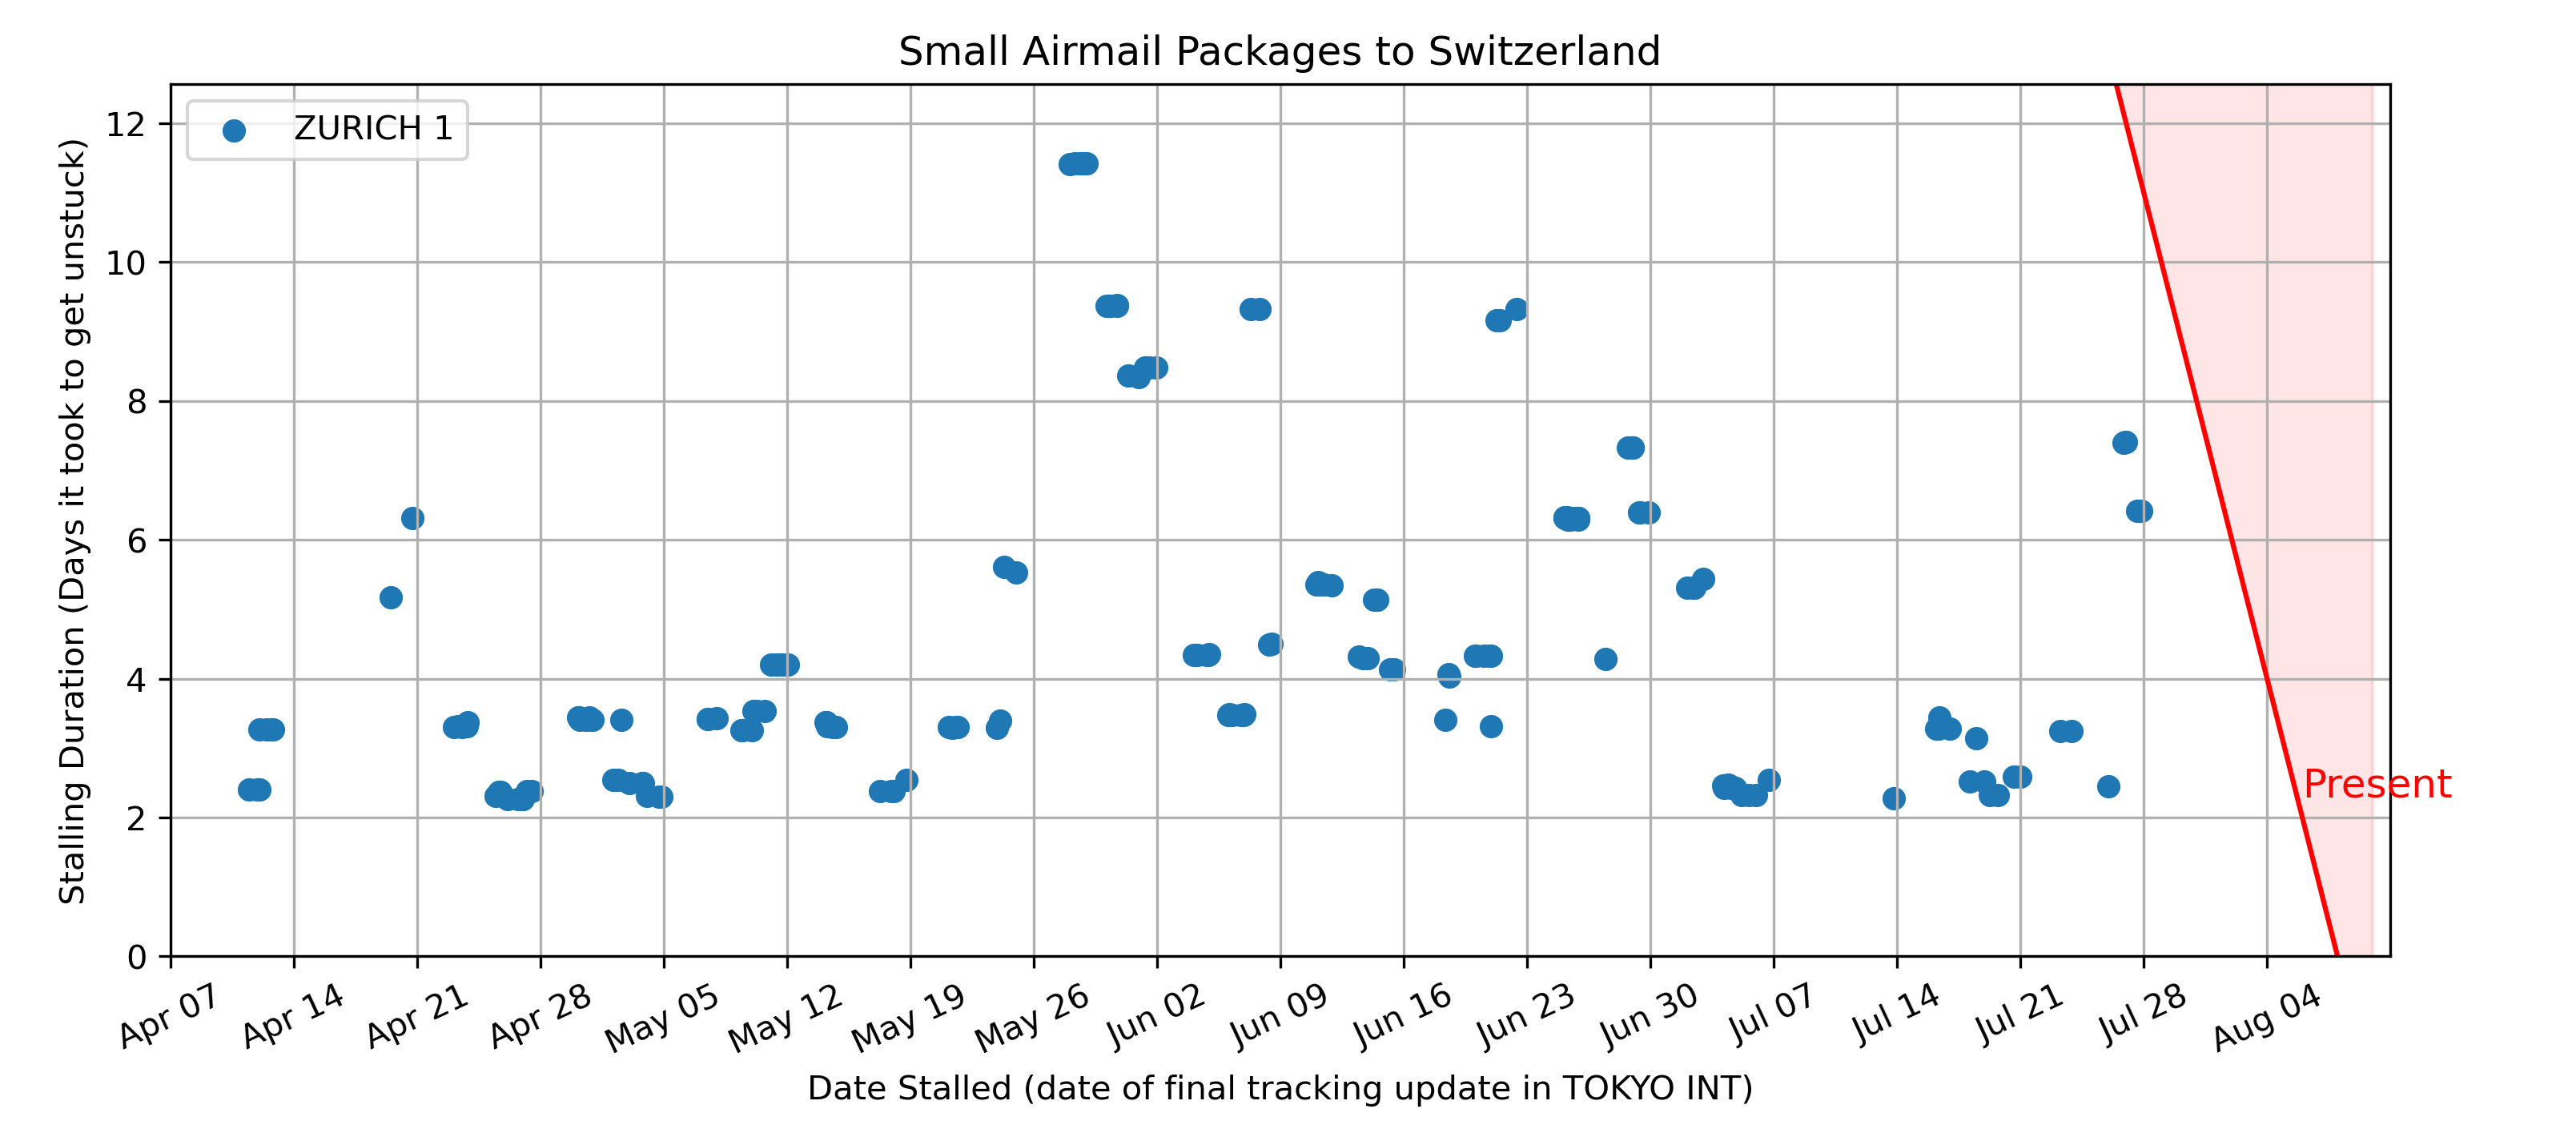 Small Airmail Packages to Switzerland
ZURICH 1
Stalling Duration (Days it took to get unstuck)
12
10
8
6
4
2
0
Present
Apr 07
Apr 14
Apr 21
Apr 28
May 05
May 12
May 19
May 26
Jun 02
Jun 09
Jun 16
Jun 23
Jun 30
Jul 07
Jul 14
Jul 21
Jul 28
Aug 04
Date Stalled (date of final tracking update in TOKYO INT)